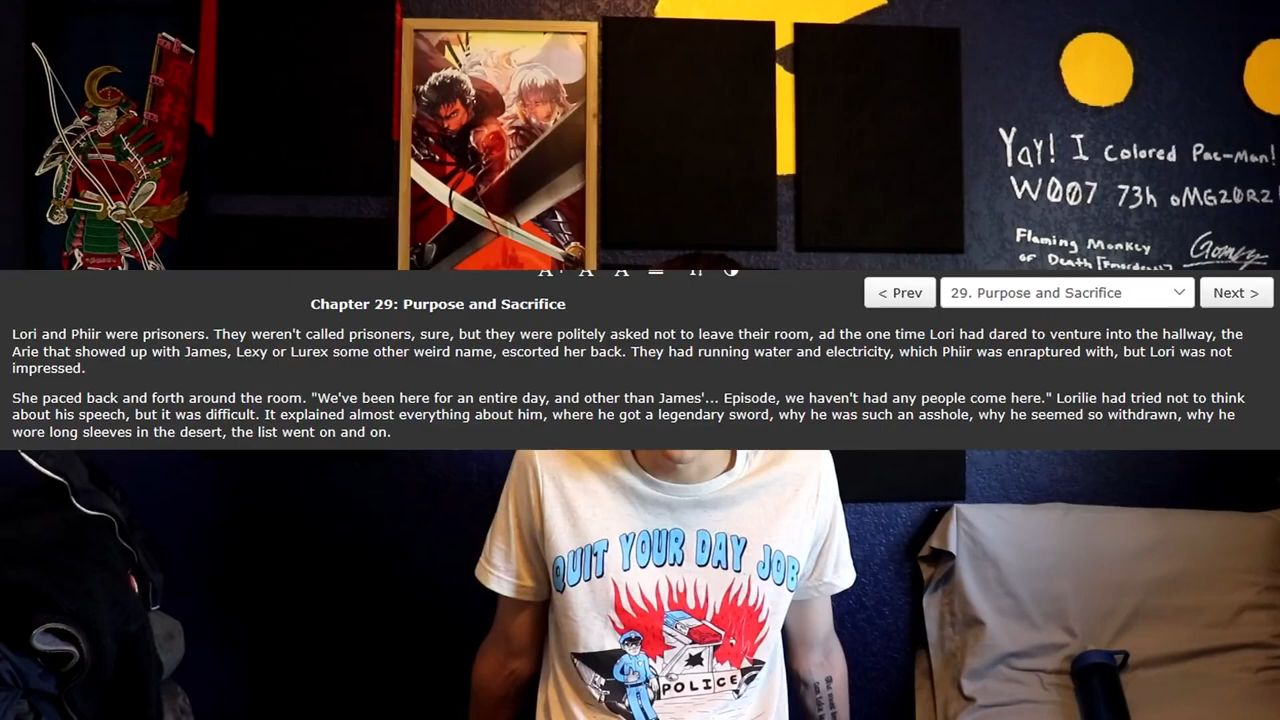 Yay! I Colored Pac-Man!
W007 73h oMG20RZ
Flaming Monkey
of Death
Chapter 29: Purpose and Sacrifice
< Prev
29. Purpose and Sacrifice
Next >
Lori and Phiir were prisoners. They weren't called prisoners, sure, but they were politely asked not to leave their room, ad the one time Lori had dared to venture into the hallway, the
Arie that showed up with James, Lexy or Lurex some other weird name, escorted her back. They had running water and electricity, which Phiir was enraptured with, but Lori was not
impressed.
She paced back and forth around the room. "We've been here for an entire day, and other than James'... Episode, we haven't had any people come here." Lorilie had tried not to think
about his speech, but it was difficult. It explained almost everything about him, where he got a legendary sword, why he was such an asshole, why he seemed so withdrawn, why he
wore long sleeves in the desert, the list went on and on.
QUIT YOUR DAY JOB
POLICE